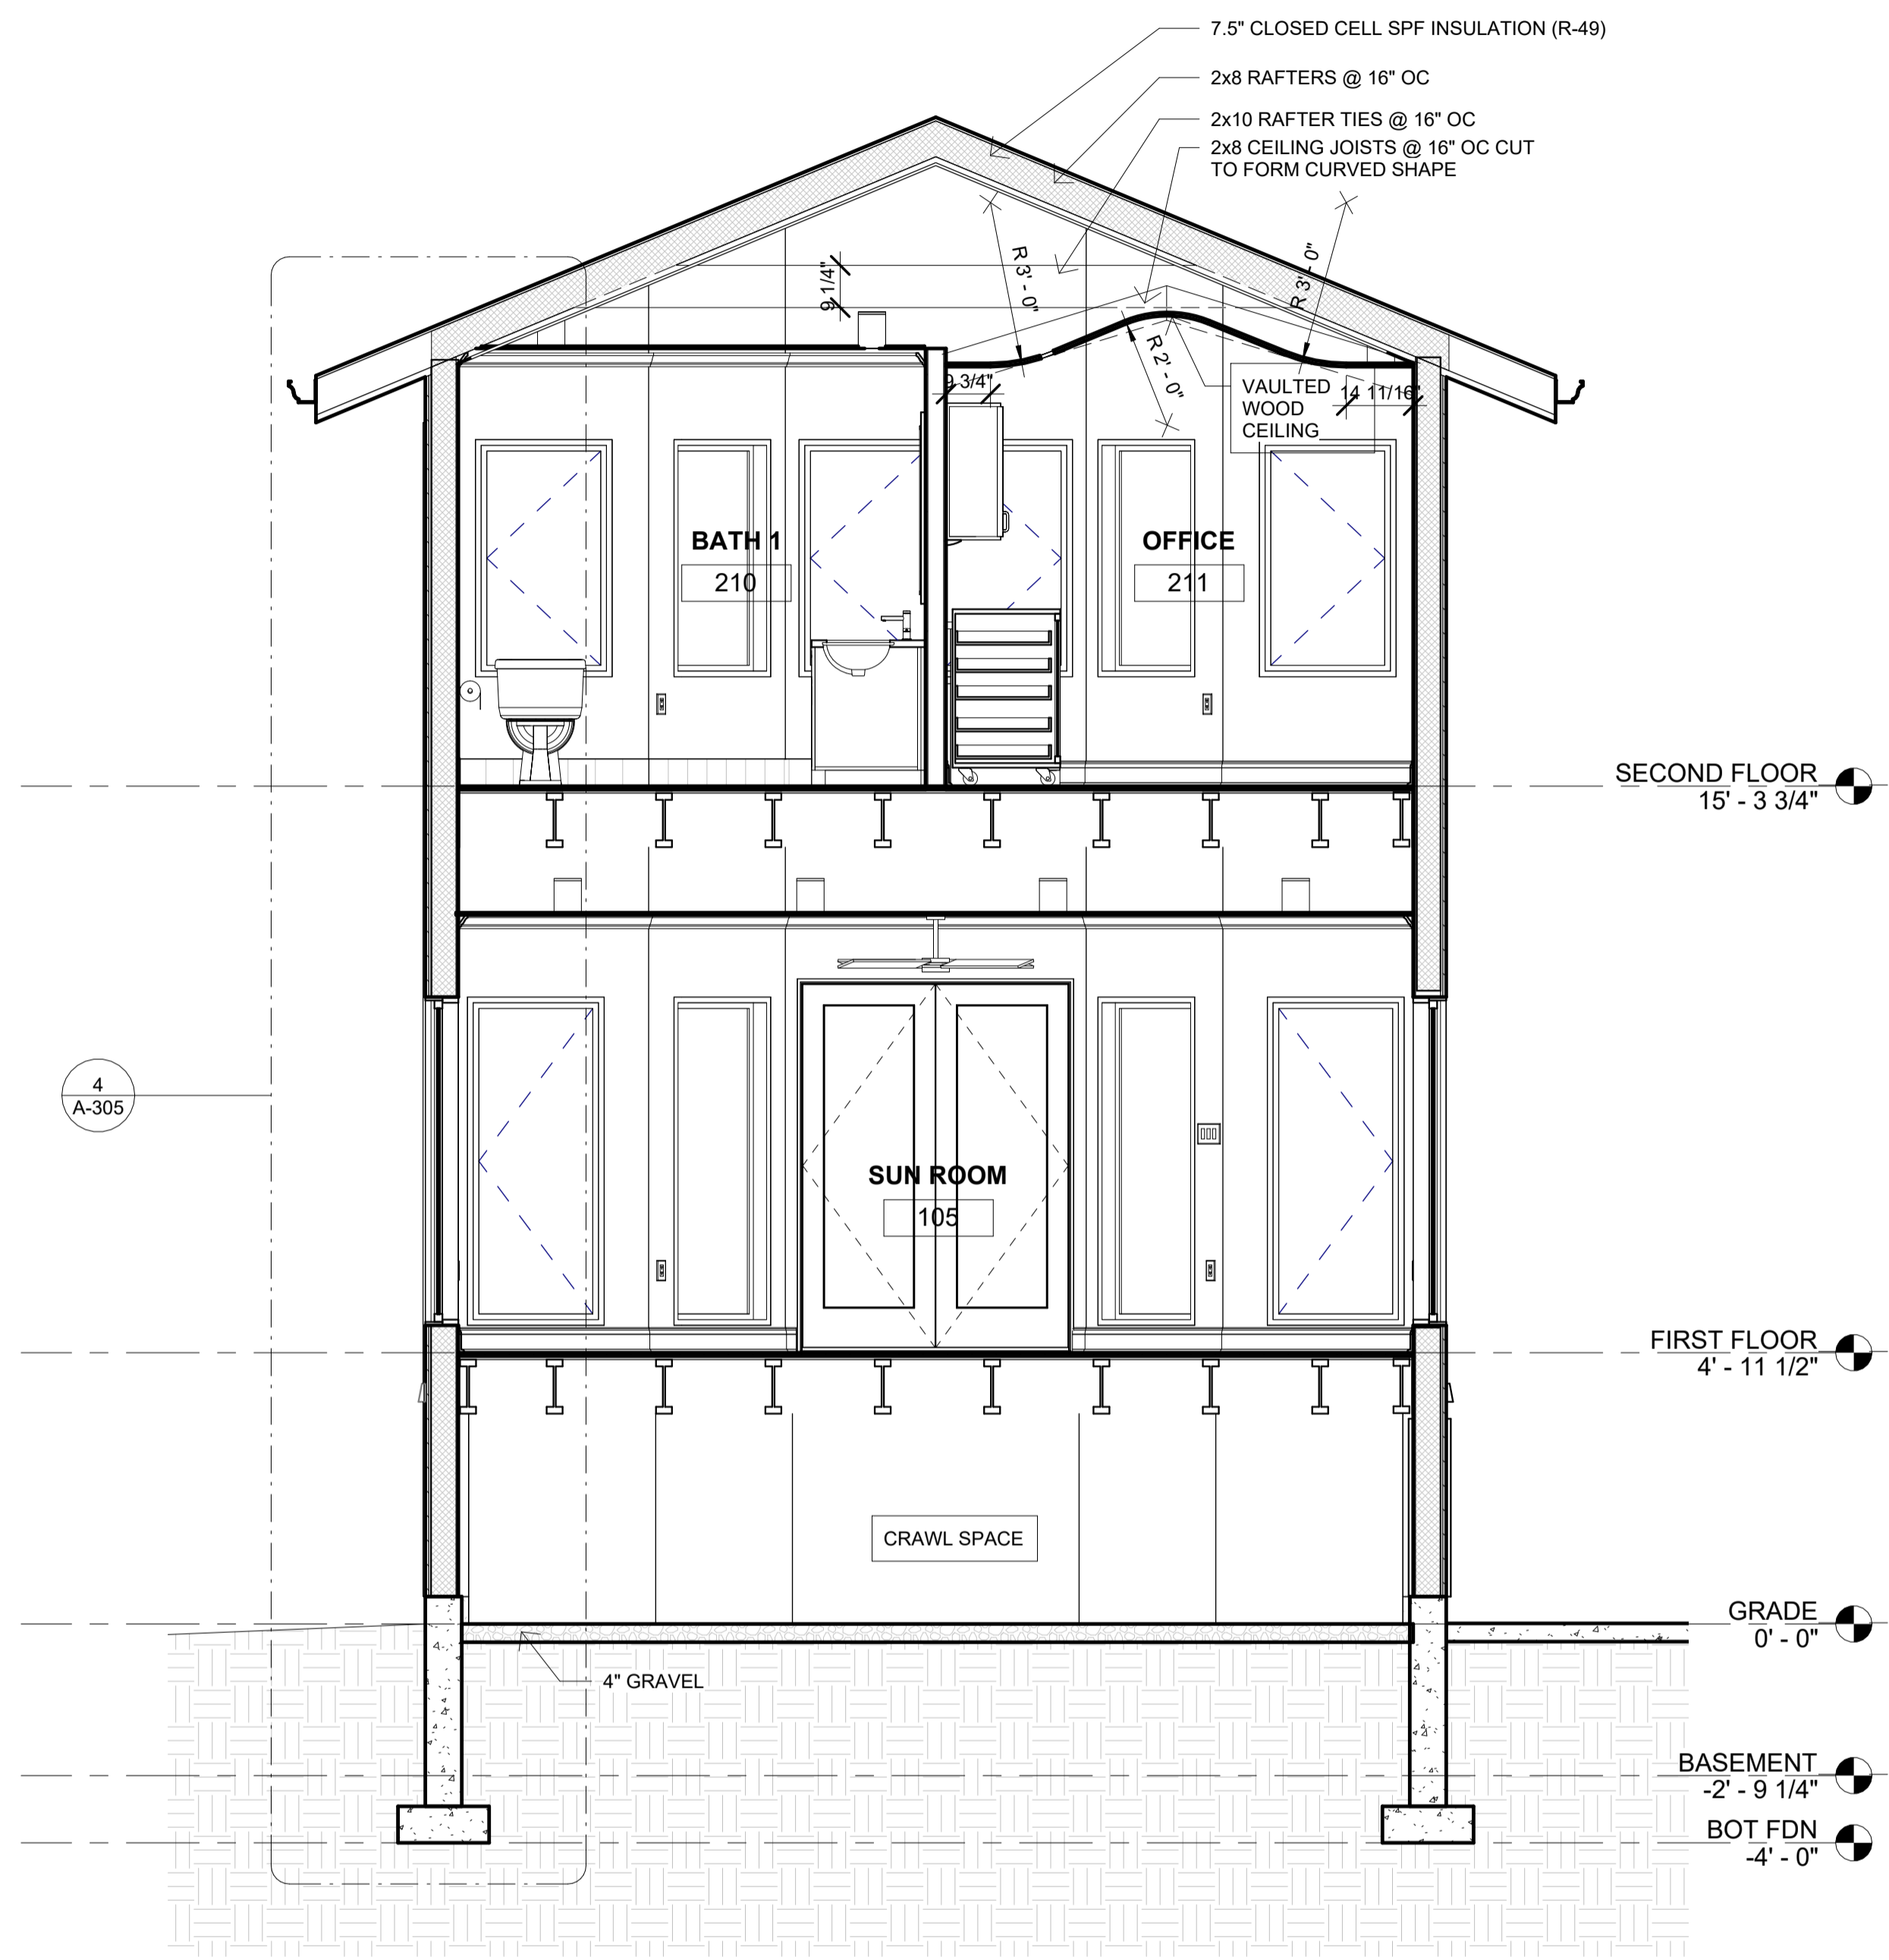 7.5" CLOSED CELL SPF INSULATION (R-49)
2x8 RAFTERS @ 16" OC
2x10 RAFTER TIES @ 16" OC
2x8 CEILING JOISTS @ 16" OC CUT
TO FORM CURVED SHAPE
R 3' - 0"
R 3' - 0"
9 1/4"
R 2' - 0"
9 3/4"
14 11/16"
VAULTED
WOOD
CEILING
BATH 1
210
OFFICE
211
SECOND FLOOR
15' - 3 3/4"
4
A-305
SUN ROOM
105
FIRST FLOOR
4' - 11 1/2"
CRAWL SPACE
GRADE
0' - 0"
4" GRAVEL
BASEMENT
-2' - 9 1/4"
BOT FDN
-4' - 0"